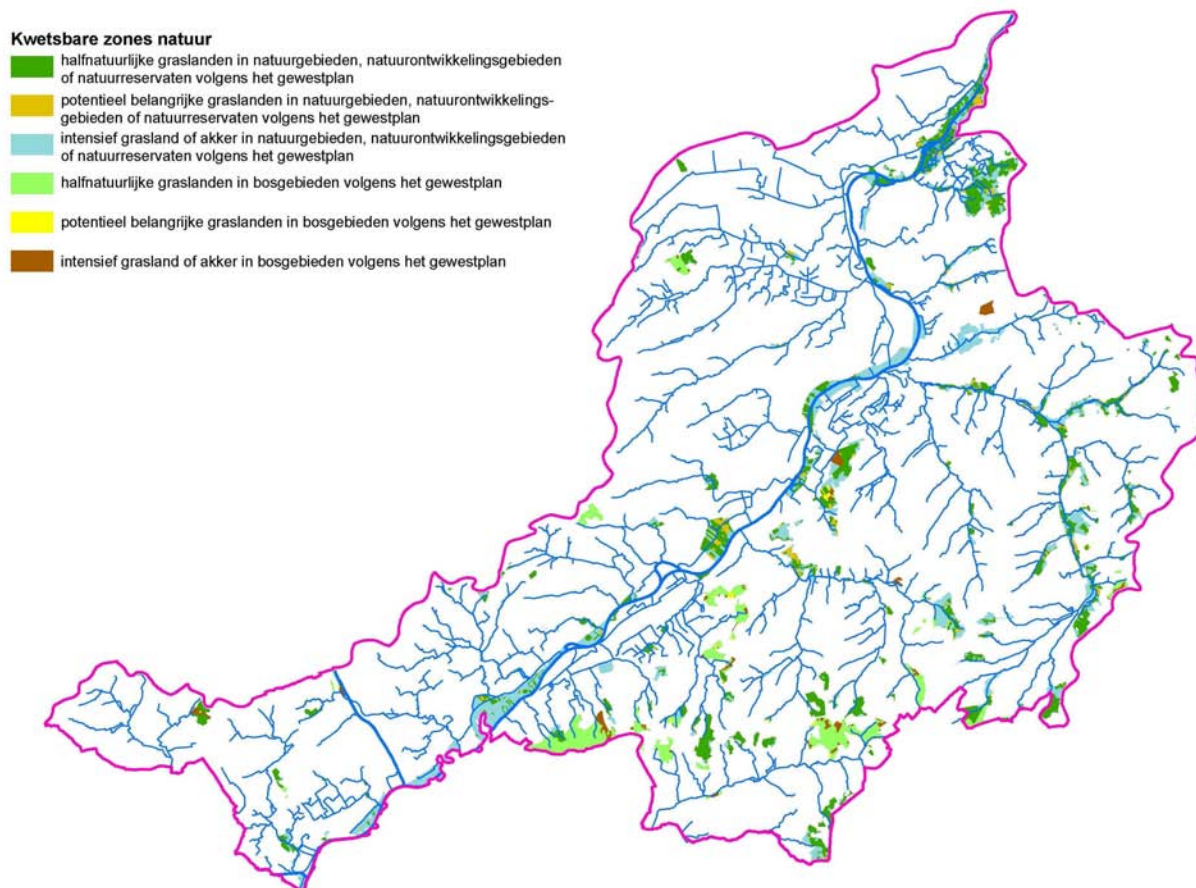 Kwetsbare zones natuur
halfnatuurlijke graslanden in natuurgebieden, natuurontwikkelingsgebieden
of natuurreservaten volgens het gewestplan
potentieel belangrijke graslanden in natuurgebieden, natuurontwikkelings-
gebieden of natuurreservaten volgens het gewestplan
intensief grasland of akker in natuurgebieden, natuurontwikkelingsgebieden
of natuurreservaten volgens het gewestplan
halfnatuurlijke graslanden in bosgebieden volgens het gewestplan
potentieel belangrijke graslanden in bosgebieden volgens het gewestplan
intensief grasland of akker in bosgebieden volgens het gewestplan